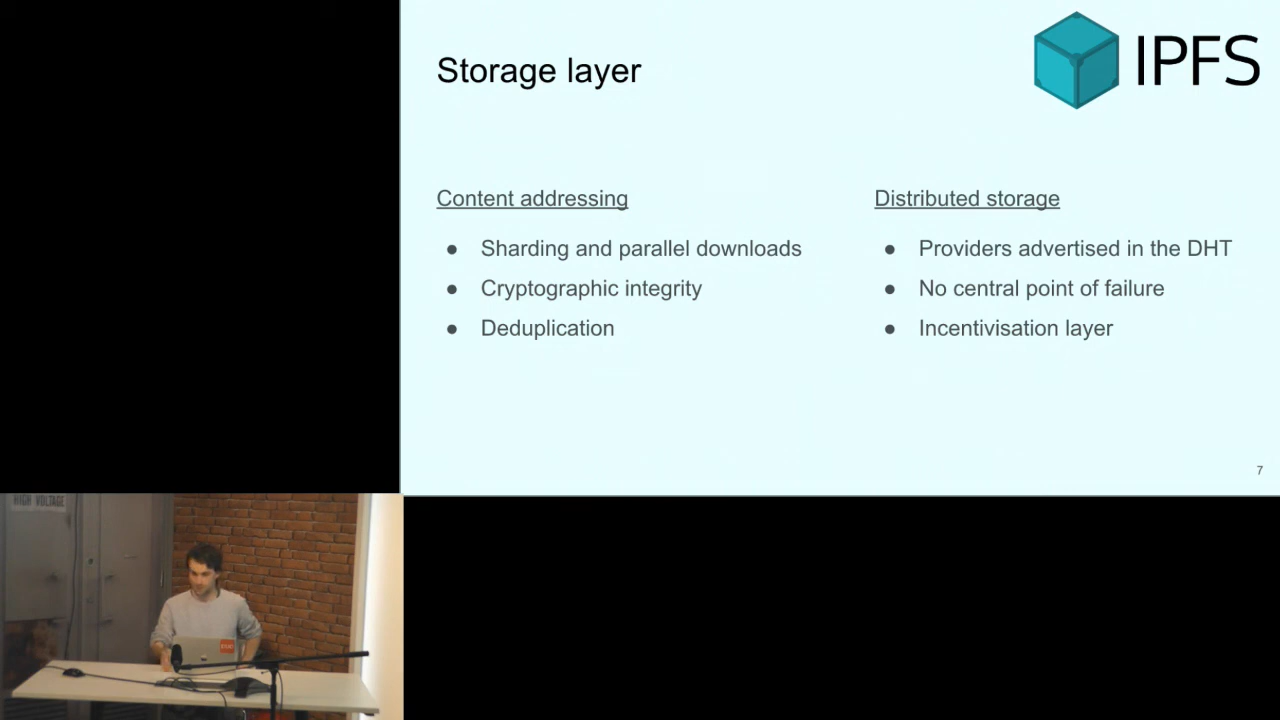 Storage layer
IPFS
Content addressing
● Sharding and parallel downloads
● Cryptographic integrity
● Deduplication
Distributed storage
● Providers advertised in the DHT
● No central point of failure
● Incentivisation layer
7
HIGH VOLTAGE